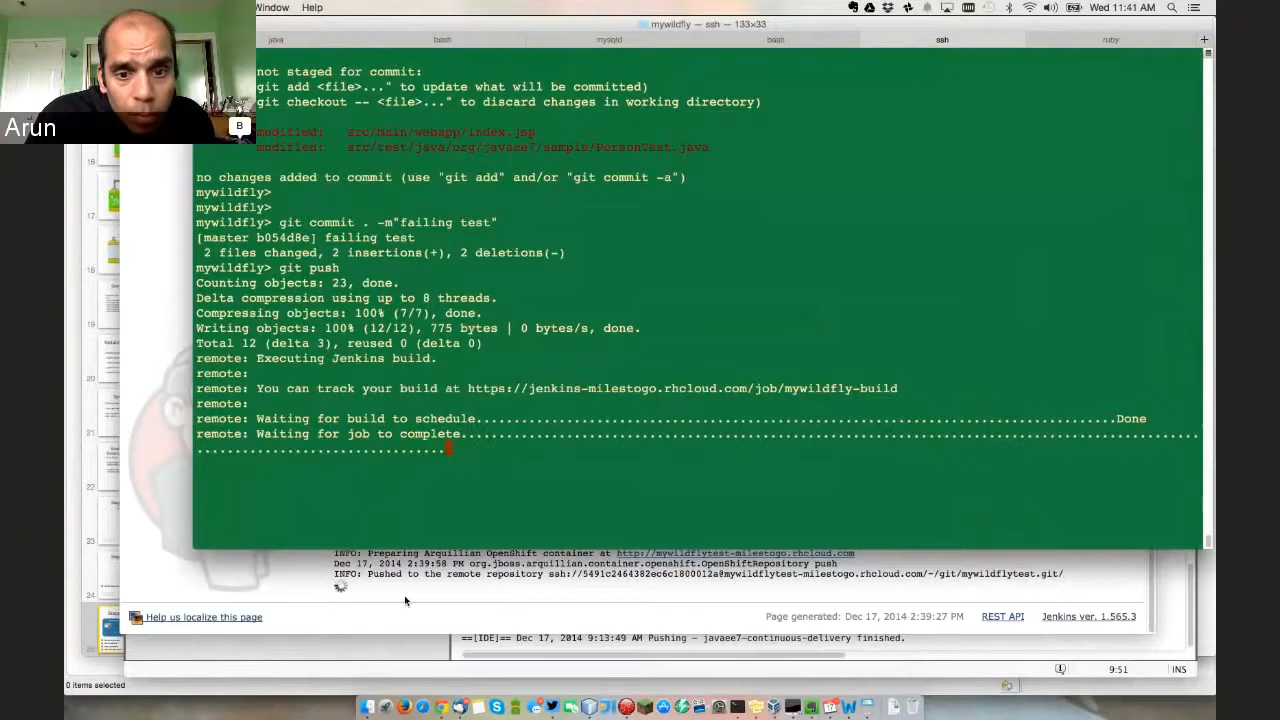 Window Help
Wed 11:41 AM
mywildfly — ssh — 133×33
java bash mysqld bash ssh ruby
not staged for commit:
git add <file>..." to update what will be committed)
git checkout -- <file>..." to discard changes in working directory)
modified: src/main/webapp/index.jsp
modified: src/test/java/org/javaee7/sample/PersonTest.java
no changes added to commit (use "git add" and/or "git commit -a")
mywildfly>
mywildfly>
mywildfly> git commit . -m"failing test"
[master b054d8e] failing test
2 files changed, 2 insertions(+), 2 deletions(-)
mywildfly> git push
Counting objects: 23, done.
Delta compression using up to 8 threads.
Compressing objects: 100% (7/7), done.
Writing objects: 100% (12/12), 775 bytes | 0 bytes/s, done.
Total 12 (delta 3), reused 0 (delta 0)
remote: Executing Jenkins build.
remote:
remote: You can track your build at https://jenkins-milestogo.rhcloud.com/job/mywildfly-build
remote:
remote: Waiting for build to schedule.....................................................................................Done
remote: Waiting for job to complete..................................................................................................
.................................
INFO: Preparing Arquillian OpenShift container at http://mywildflytest-milestogo.rhcloud.com
Dec 17, 2014 2:39:58 PM org.jboss.arquillian.container.openshift.OpenShiftRepository push
INFO: Pushed to the remote repository ssh://5491c2464382ec6c1800012a@mywildflytest-milestogo.rhcloud.com/~/git/mywildflytest.git/
Help us localize this page
Page generated: Dec 17, 2014 2:39:27 PM REST API Jenkins ver. 1.565.3
==[IDE]== Dec 17, 2014 9:13:49 AM Pushing - javaee7-continuous-delivery finished.
9:51 INS
0 items selected
Arun
B
16
17
18
19
20
21
22
23
24